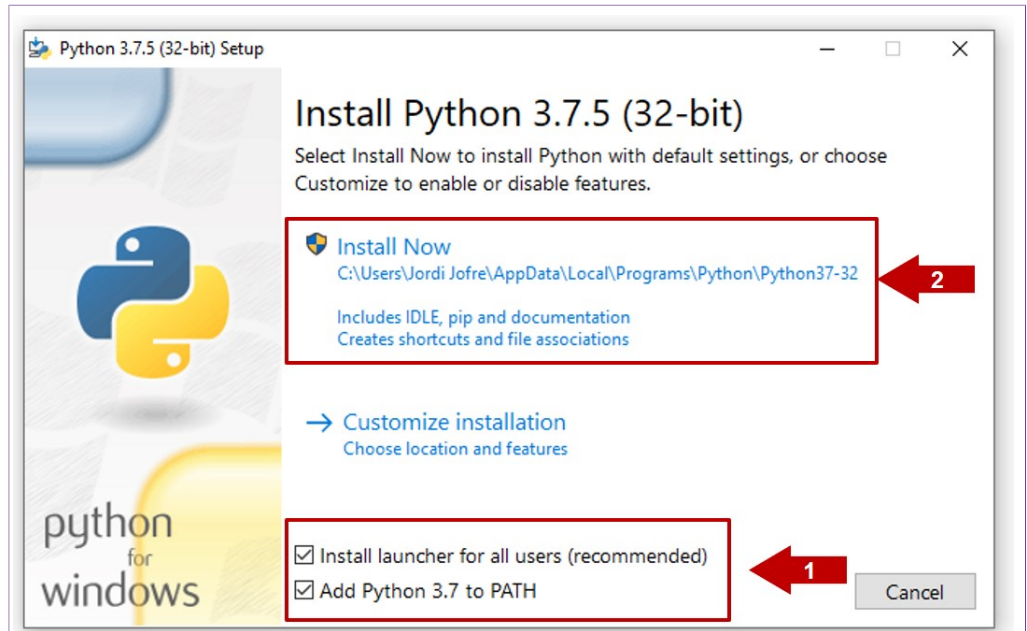 Python 3.7.5 (32-bit) Setup
Install Python 3.7.5 (32-bit)
Select Install Now to install Python with default settings, or choose
Customize to enable or disable features.
Install Now
C:\Users\Jordi Jofre\AppData\Local\Programs\Python\Python37-32
2
Includes IDLE, pip and documentation
Creates shortcuts and file associations
Customize installation
Choose location and features
python
for
windows
Install launcher for all users (recommended)
1
Add Python 3.7 to PATH
Cancel